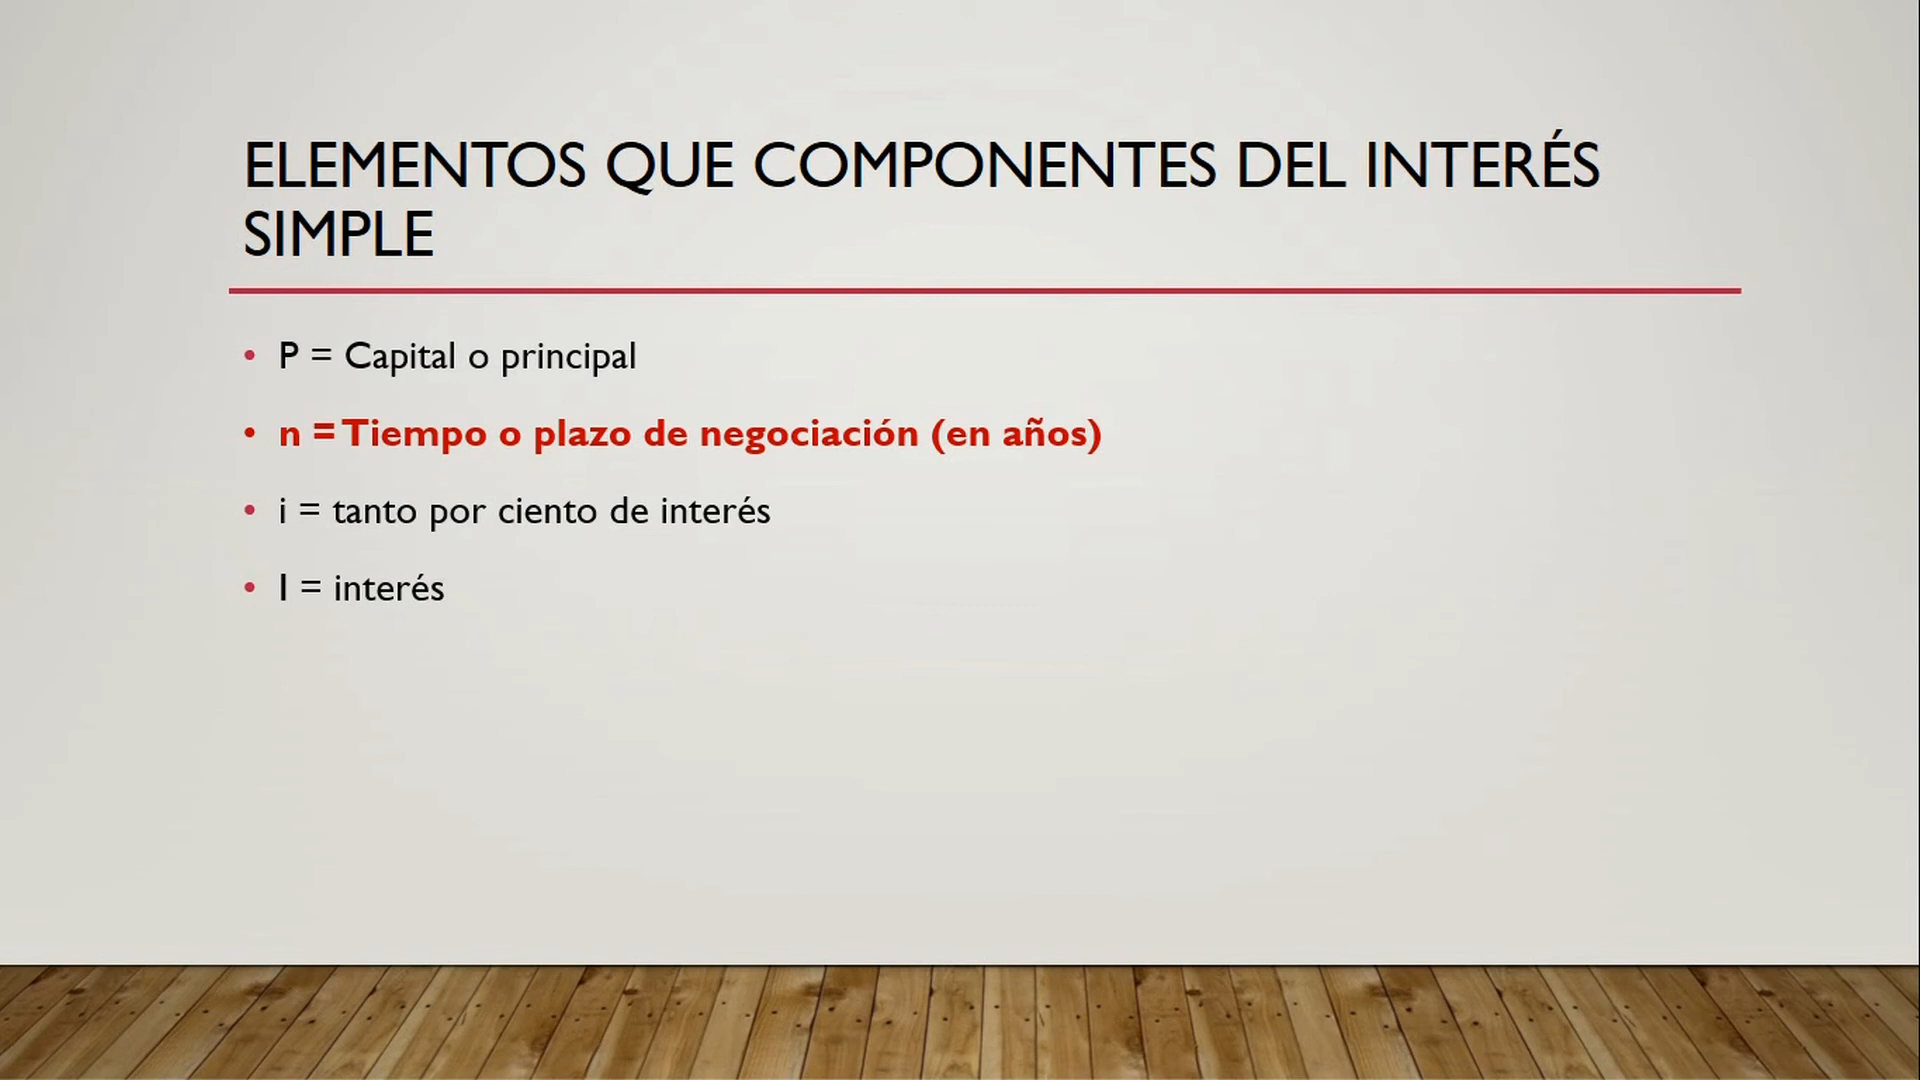 ELEMENTOS QUE COMPONENTES DEL INTERÉS
SIMPLE
• P = Capital o principal
• n = Tiempo o plazo de negociación (en años)
• i = tanto por ciento de interés
• I = interés